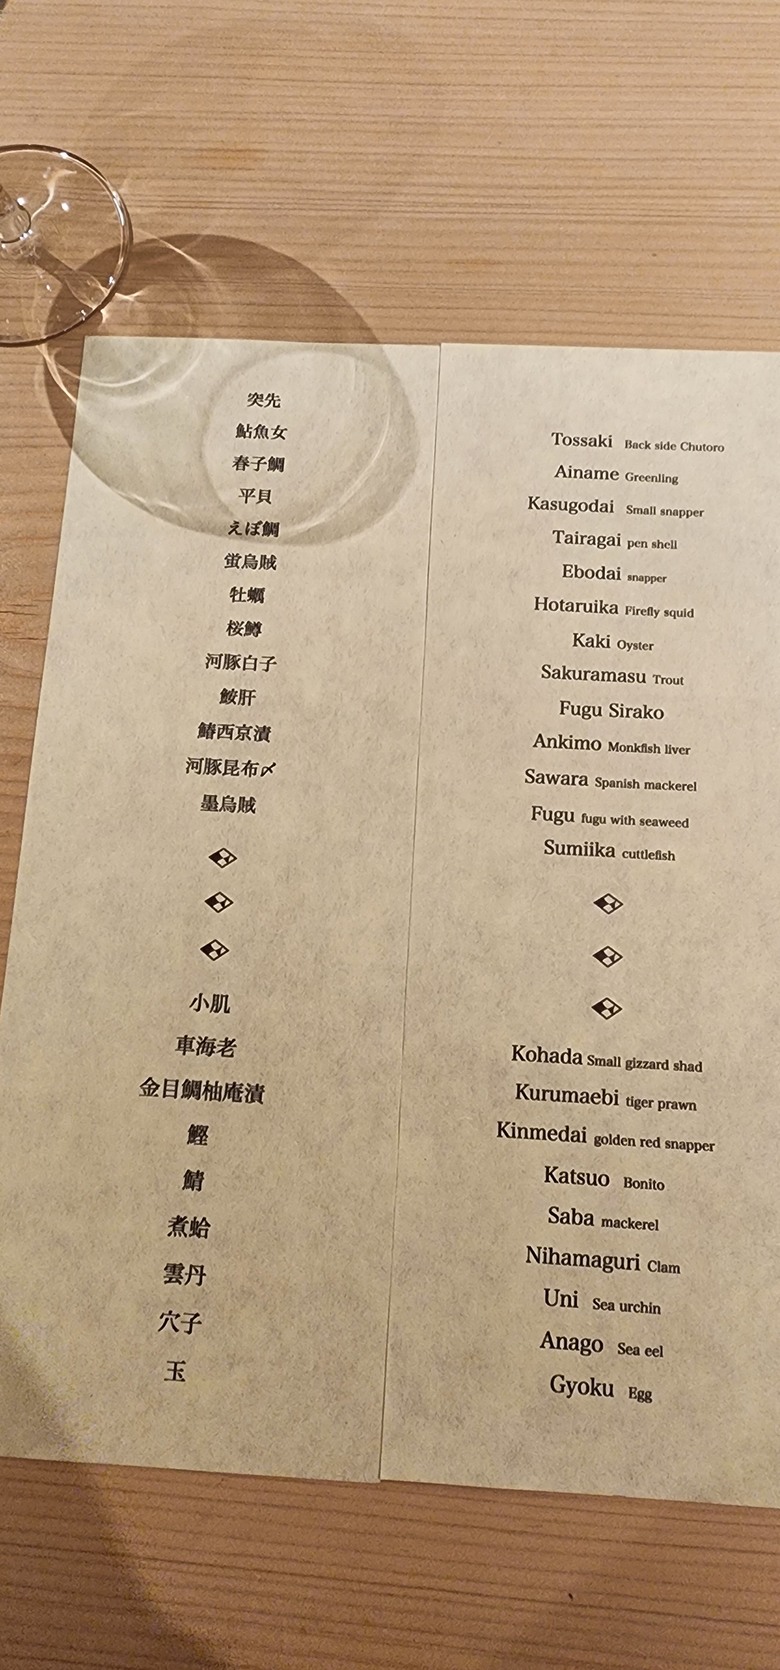 突先
鮎魚女
春子鯛
平貝
えぼ鯛
蛍烏賊
牡蠣
桜鱒
河豚白子
鮟肝
鰆西京漬
河豚昆布〆
墨烏賊
小肌
車海老
金目鯛柚庵漬
鰹
鯖
煮蛤
雲丹
穴子
玉
Tossaki Back side Chutoro
Ainame Greenling
Kasugodai Small snapper
Tairagai pen shell
Ebodai snapper
Hotaruika Firefly squid
Kaki Oyster
Sakuramasu Trout
Fugu Sirako
Ankimo Monkfish liver
Sawara Spanish mackerel
Fugu fugu with seaweed
Sumiika cuttlefish
Kohada Small gizzard shad
Kurumaebi tiger prawn
Kinmedai golden red snapper
Katsuo Bonito
Saba mackerel
Nihamaguri Clam
Uni Sea urchin
Anago Sea eel
Gyoku Egg